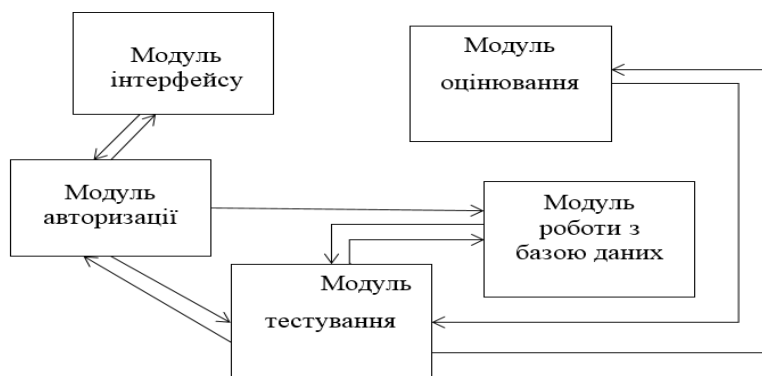 Модуль
інтерфейсу
Модуль
оцінювання
Модуль
авторизації
Модуль
роботи з
базою даних
Модуль
тестування